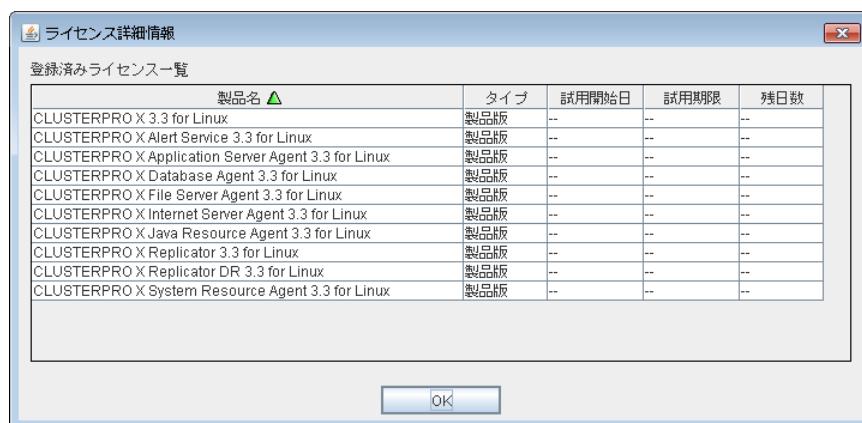 ライセンス詳細情報
登録済みライセンス一覧
製品名 タイプ 試用開始日 試用期限 残日数
CLUSTERPRO X 3.3 for Linux 製品版 -- -- --
CLUSTERPRO X Alert Service 3.3 for Linux 製品版 -- -- --
CLUSTERPRO X Application Server Agent 3.3 for Linux 製品版 -- -- --
CLUSTERPRO X Database Agent 3.3 for Linux 製品版 -- -- --
CLUSTERPRO X File Server Agent 3.3 for Linux 製品版 -- -- --
CLUSTERPRO X Internet Server Agent 3.3 for Linux 製品版 -- -- --
CLUSTERPRO X Java Resource Agent 3.3 for Linux 製品版 -- -- --
CLUSTERPRO X Replicator 3.3 for Linux 製品版 -- -- --
CLUSTERPRO X Replicator DR 3.3 for Linux 製品版 -- -- --
CLUSTERPRO X System Resource Agent 3.3 for Linux 製品版 -- -- --
OK